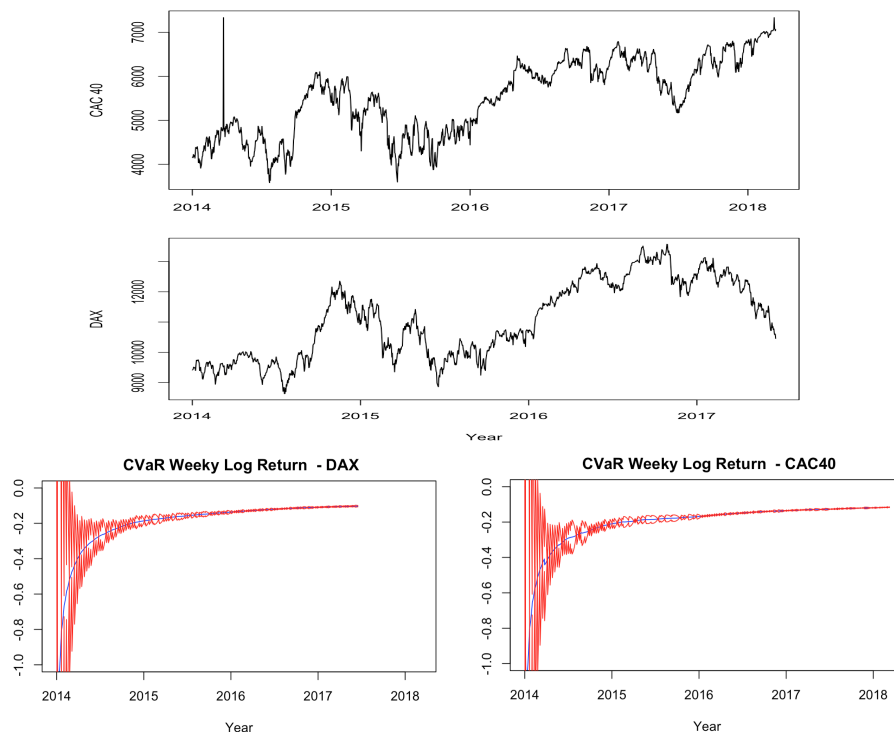 CAC 40
7000
6000
5000
4000
2014 2015 2016 2017 2018
DAX
12000
10000
9000
2014 2015 2016 2017
Year
CVaR Weeky Log Return - DAX
0.0
-0.2
-0.4
-0.6
-0.8
-1.0
2014 2015 2016 2017 2018
Year
CVaR Weeky Log Return - CAC40
0.0
-0.2
-0.4
-0.6
-0.8
-1.0
2014 2015 2016 2017 2018
Year